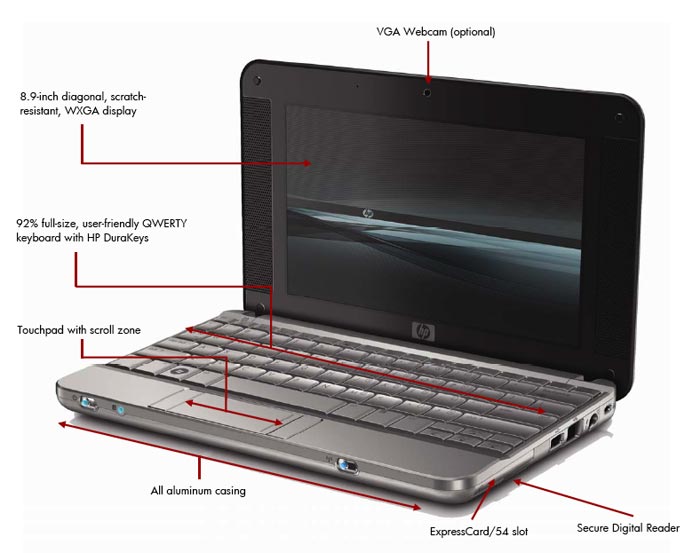 VGA Webcam (optional)
8.9-inch diagonal, scratch-
resistant, WXGA display
92% full-size, user-friendly QWERTY
keyboard with HP DuraKeys
Touchpad with scroll zone
hp
hp
All aluminum casing
ExpressCard/54 slot
Secure Digital Reader